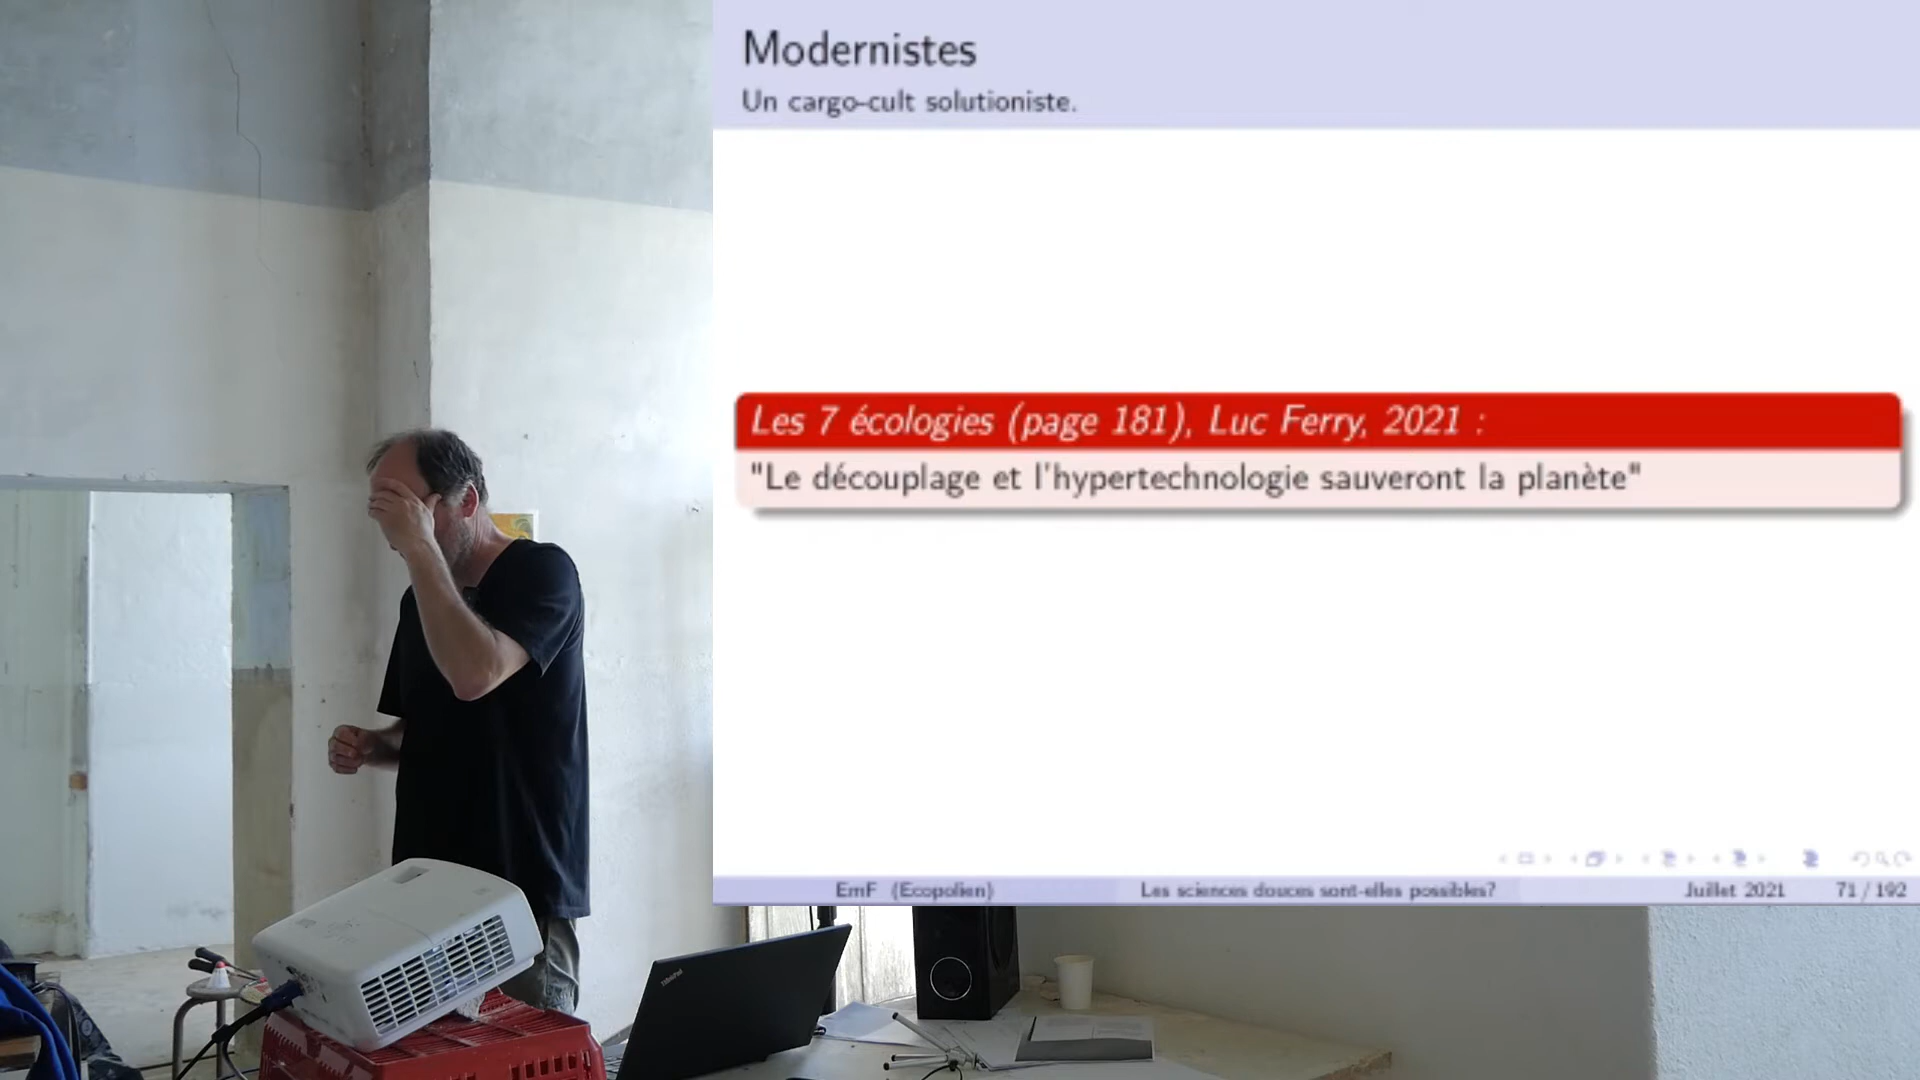 Modernistes
Un cargo-cult solutioniste.
Les 7 écologies (page 181), Luc Ferry, 2021 :
"Le découplage et l'hypertechnologie sauveront la planète"
EmF (Ecopolien)
Les sciences douces sont-elles possibles?
Juillet 2021
71 / 192
ThinkPad